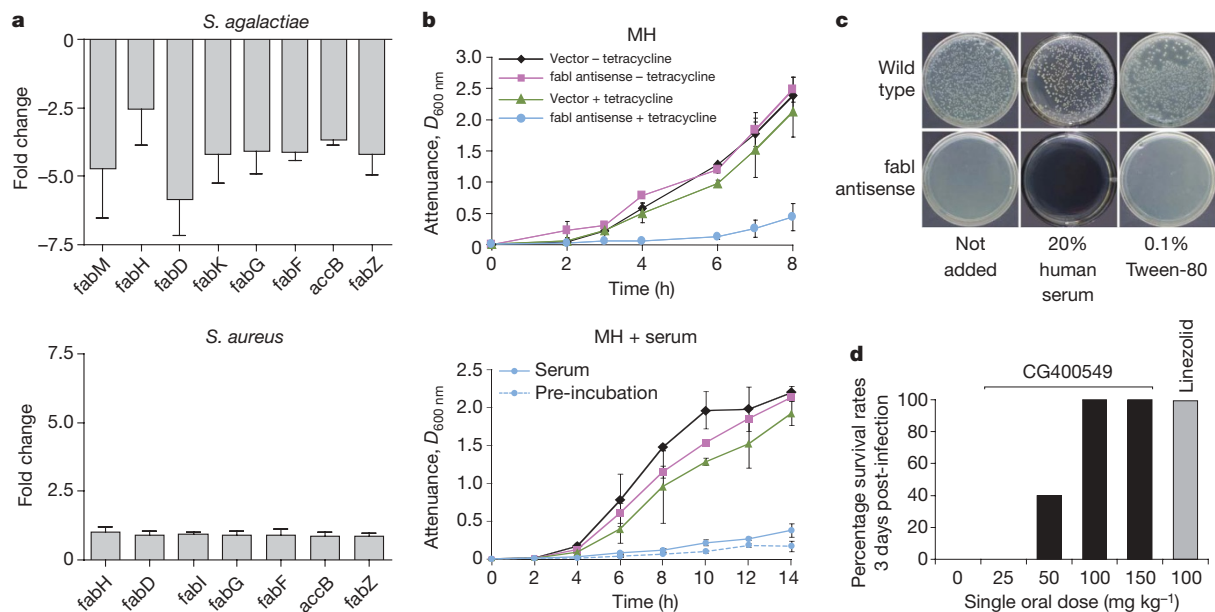 a
S. agalactiae
0
–2.5
–5.0
–7.5
Fold change
fabM
fabH
fabD
fabK
fabG
fabF
accB
fabZ
S. aureus
7.5
5.0
2.5
0
Fold change
fabH
fabD
fabI
fabG
fabF
accB
fabZ
b
MH
Vector – tetracycline
fabI antisense – tetracycline
Vector + tetracycline
fabI antisense + tetracycline
3.0
2.5
2.0
1.5
1.0
0.5
0
Attenuance, D600 nm
0 2 4 6 8
Time (h)
MH + serum
Serum
Pre-incubation
2.5
2.0
1.5
1.0
0.5
0
Attenuance, D600 nm
0 2 4 6 8 10 12 14
Time (h)
c
Wild
type
fabI
antisense
Not
added
20%
human
serum
0.1%
Tween-80
d
CG400549
Linezolid
100
80
60
40
20
0
Percentage survival rates
3 days post-infection
0 25 50 100 150 100
Single oral dose (mg kg–1)